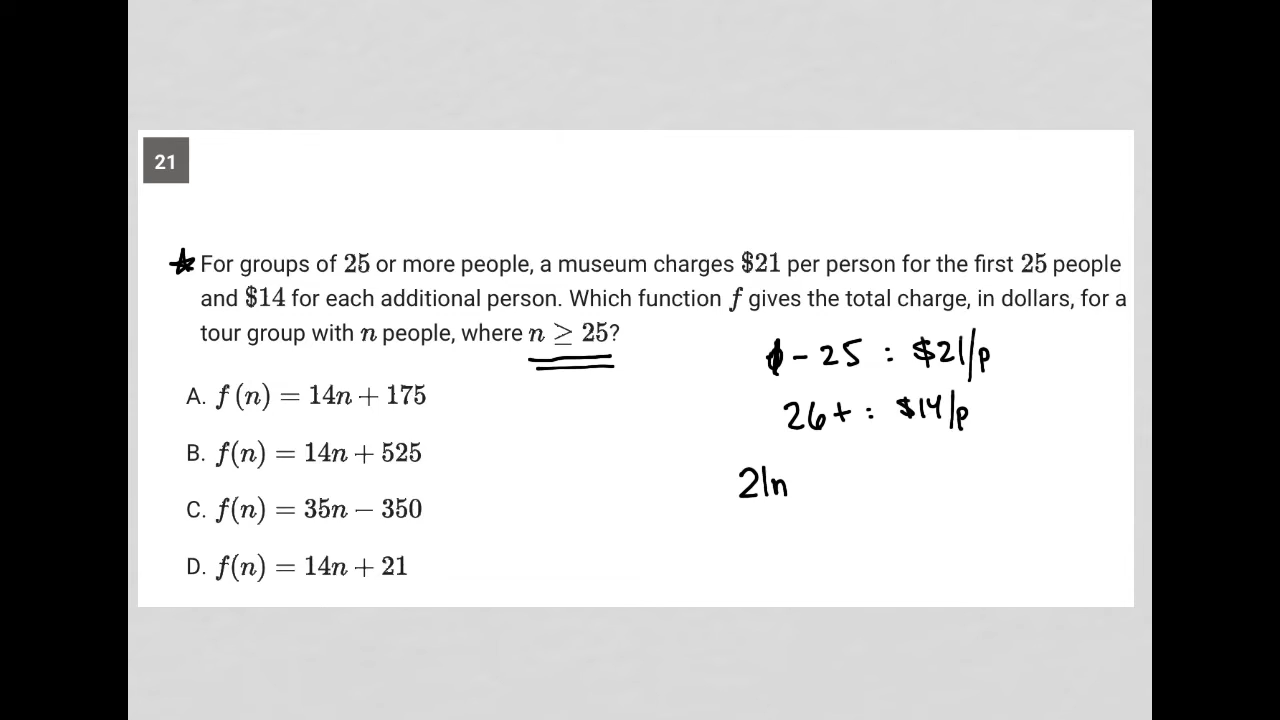 21
For groups of 25 or more people, a museum charges $21 per person for the first 25 people
and $14 for each additional person. Which function f gives the total charge, in dollars, for a
tour group with n people, where n ≥ 25?
1 - 25 : $21/p
A. f(n) = 14n + 175
26+ : $14/p
B. f(n) = 14n + 525
21n
C. f(n) = 35n − 350
D. f(n) = 14n + 21